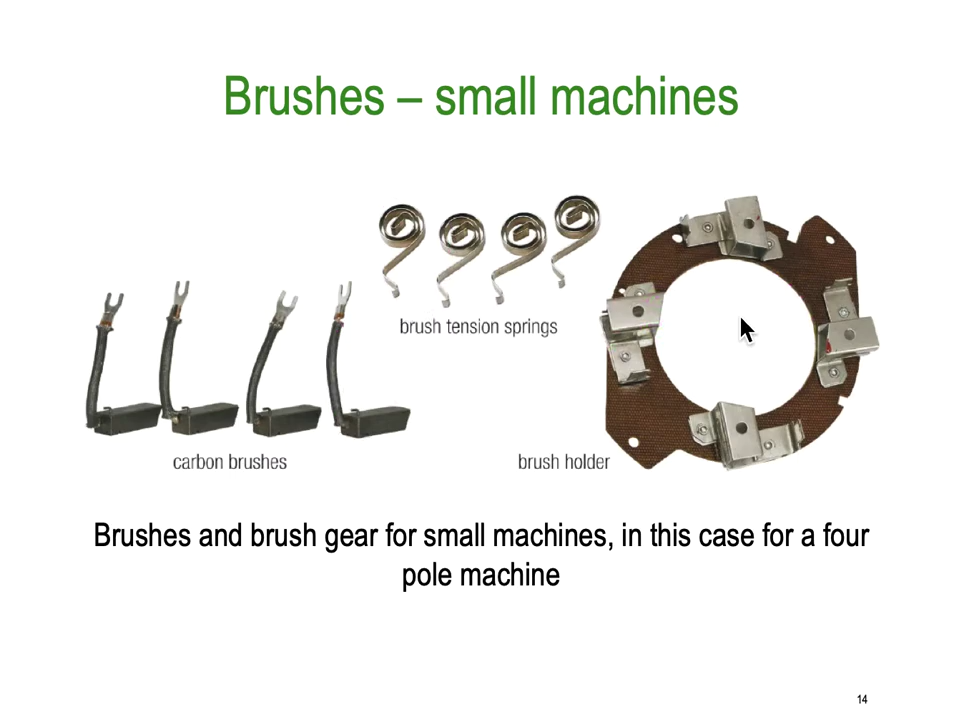 Brushes – small machines
brush tension springs
carbon brushes
brush holder
Brushes and brush gear for small machines, in this case for a four
pole machine
14